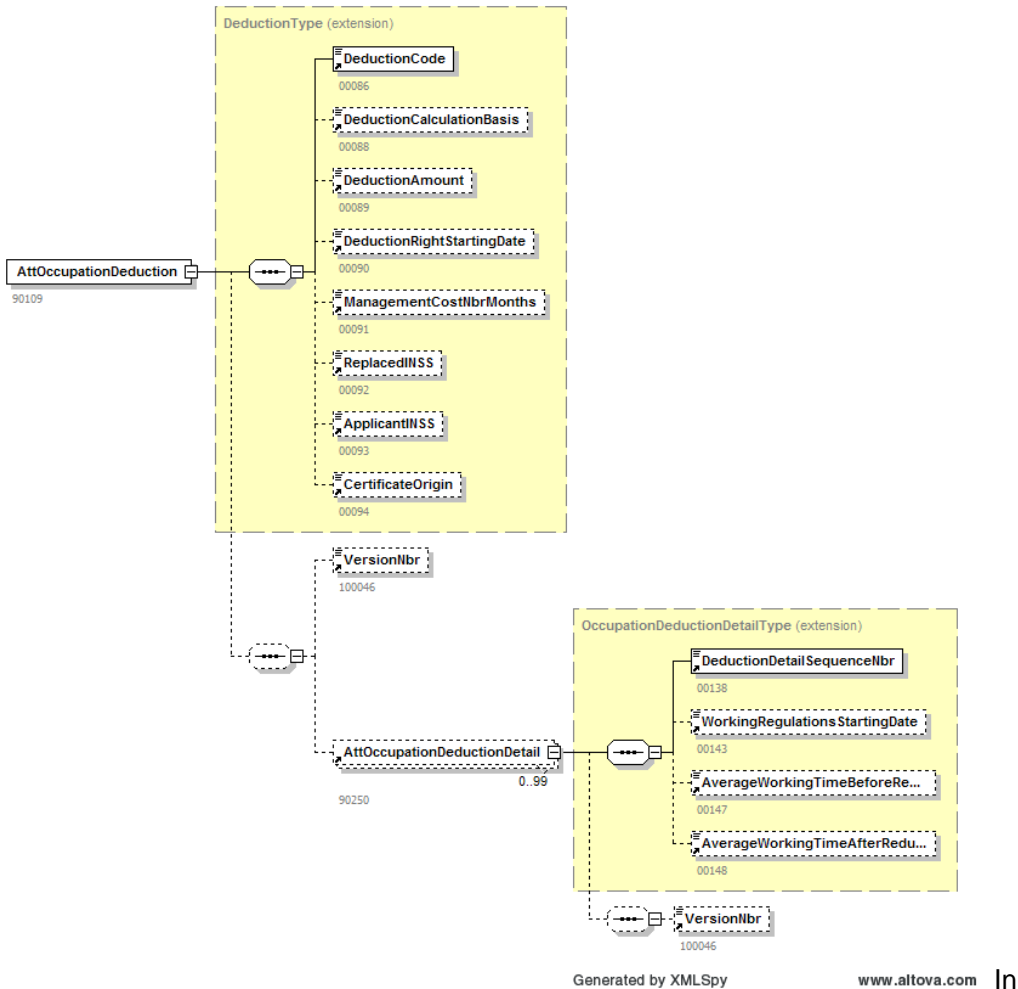 DeductionType (extension)
DeductionCode
00086
DeductionCalculationBasis
00088
DeductionAmount
00089
DeductionRightStartingDate
00090
AttOccupationDeduction
90109
ManagementCostNbrMonths
00091
ReplacedINSS
00092
ApplicantINSS
00093
CertificateOrigin
00094
VersionNbr
100046
OccupationDeductionDetailType (extension)
DeductionDetailSequenceNbr
00138
WorkingRegulationsStartingDate
00143
AttOccupationDeductionDetail
0..99
90250
AverageWorkingTimeBeforeRe...
00147
AverageWorkingTimeAfterRedu...
00148
VersionNbr
100046
Generated by XMLSpy
www.altova.com
In